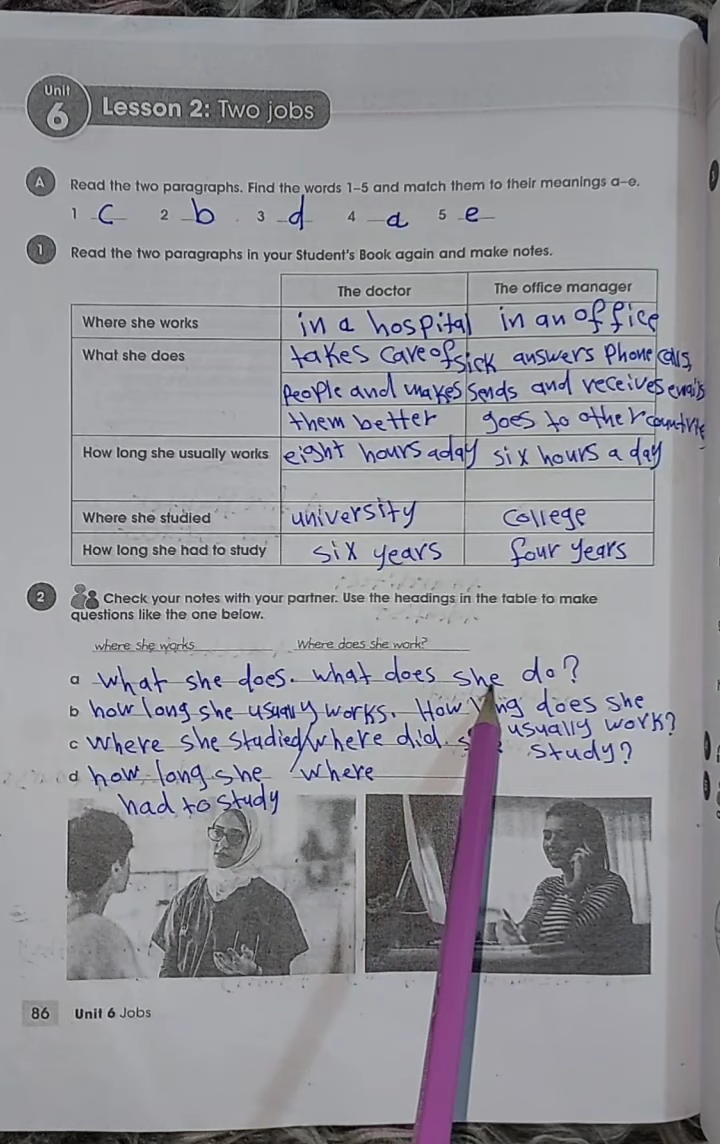 Unit
6
Lesson 2: Two jobs
A Read the two paragraphs. Find the words 1–5 and match them to their meanings a–e.
1 c 2 b 3 d 4 a 5 e
1 Read the two paragraphs in your Student's Book again and make notes.
The doctor The office manager
Where she works in a hospital in an office
What she does takes care of sick answers phone calls,
people and makes sends and receives emails
them better goes to other countrie
How long she usually works eight hours a day six hours a day
Where she studied university college
How long she had to study six years four years
2 Check your notes with your partner. Use the headings in the table to make
questions like the one below.
where she works Where does she work?
a what she does. what does she do?
b how long she usually works. How long does she
usually work?
c where she studied/where did study?
d how long she / where
had to study
86 Unit 6 Jobs